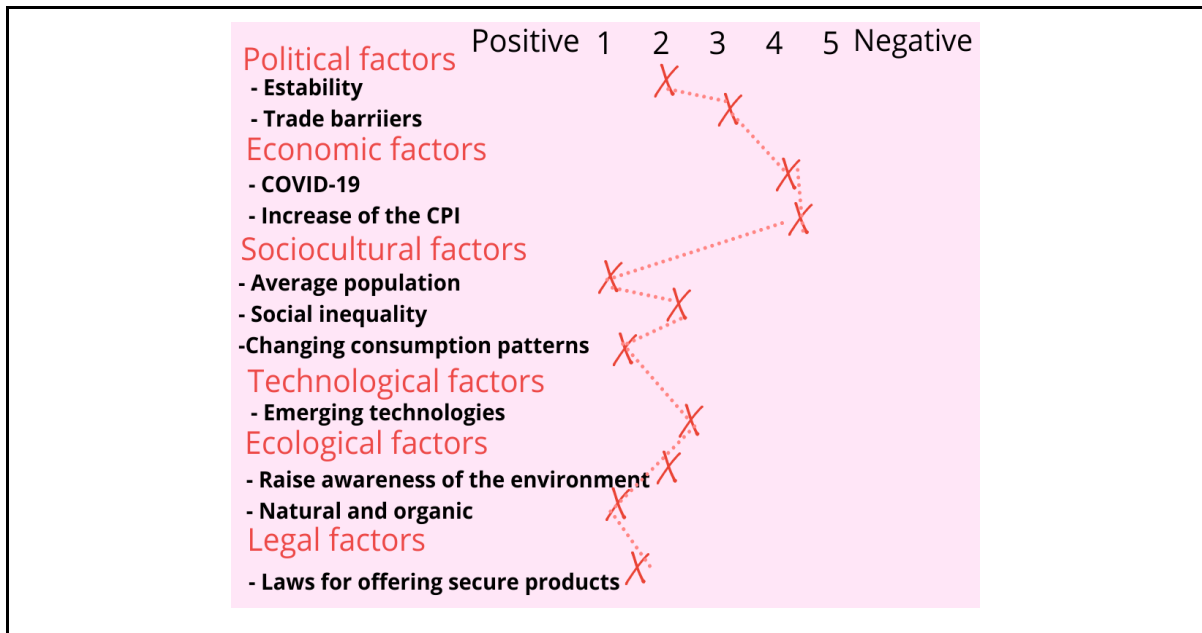 Positive 1 2 3 4 5 Negative
Political factors
- Estability
- Trade barriiers
Economic factors
- COVID-19
- Increase of the CPI
Sociocultural factors
- Average population
- Social inequality
-Changing consumption patterns
Technological factors
- Emerging technologies
Ecological factors
- Raise awareness of the environment
- Natural and organic
Legal factors
- Laws for offering secure products